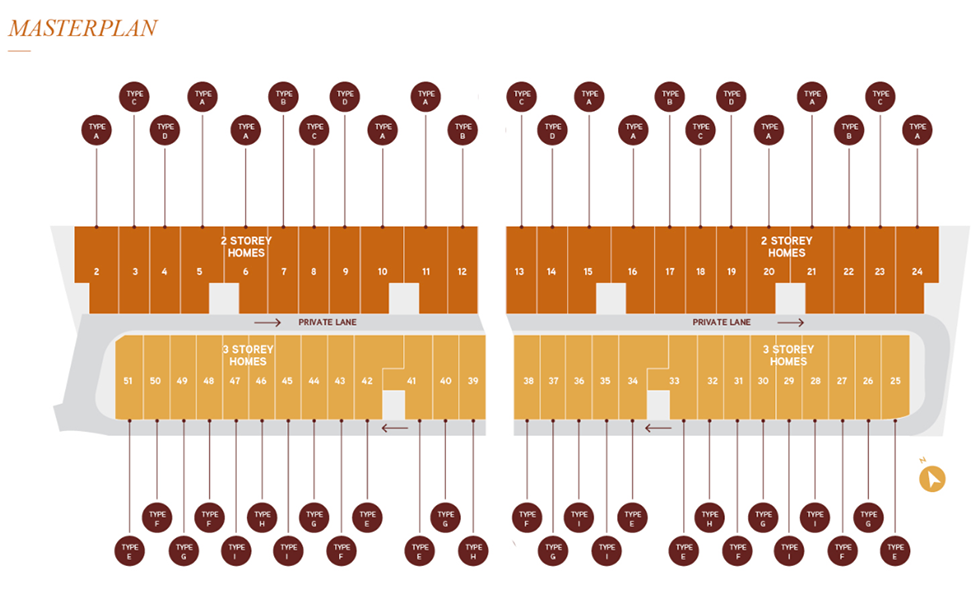 MASTERPLAN
TYPE C
TYPE A
TYPE B
TYPE D
TYPE A
TYPE C
TYPE A
TYPE B
TYPE D
TYPE A
TYPE C
TYPE A
TYPE D
TYPE A
TYPE C
TYPE A
TYPE B
TYPE D
TYPE A
TYPE C
TYPE A
TYPE B
TYPE A
2 STOREY
HOMES
2 STOREY
HOMES
2 3 4 5 6 7 8 9 10 11 12 13 14 15 16 17 18 19 20 21 22 23 24
PRIVATE LANE
PRIVATE LANE
3 STOREY
HOMES
3 STOREY
HOMES
51 50 49 48 47 46 45 44 43 42 41 40 39 38 37 36 35 34 33 32 31 30 29 28 27 26 25
N
TYPE F
TYPE F
TYPE H
TYPE G
TYPE E
TYPE G
TYPE F
TYPE I
TYPE E
TYPE H
TYPE G
TYPE I
TYPE G
TYPE E
TYPE G
TYPE I
TYPE I
TYPE F
TYPE E
TYPE H
TYPE G
TYPE I
TYPE E
TYPE F
TYPE I
TYPE F
TYPE E